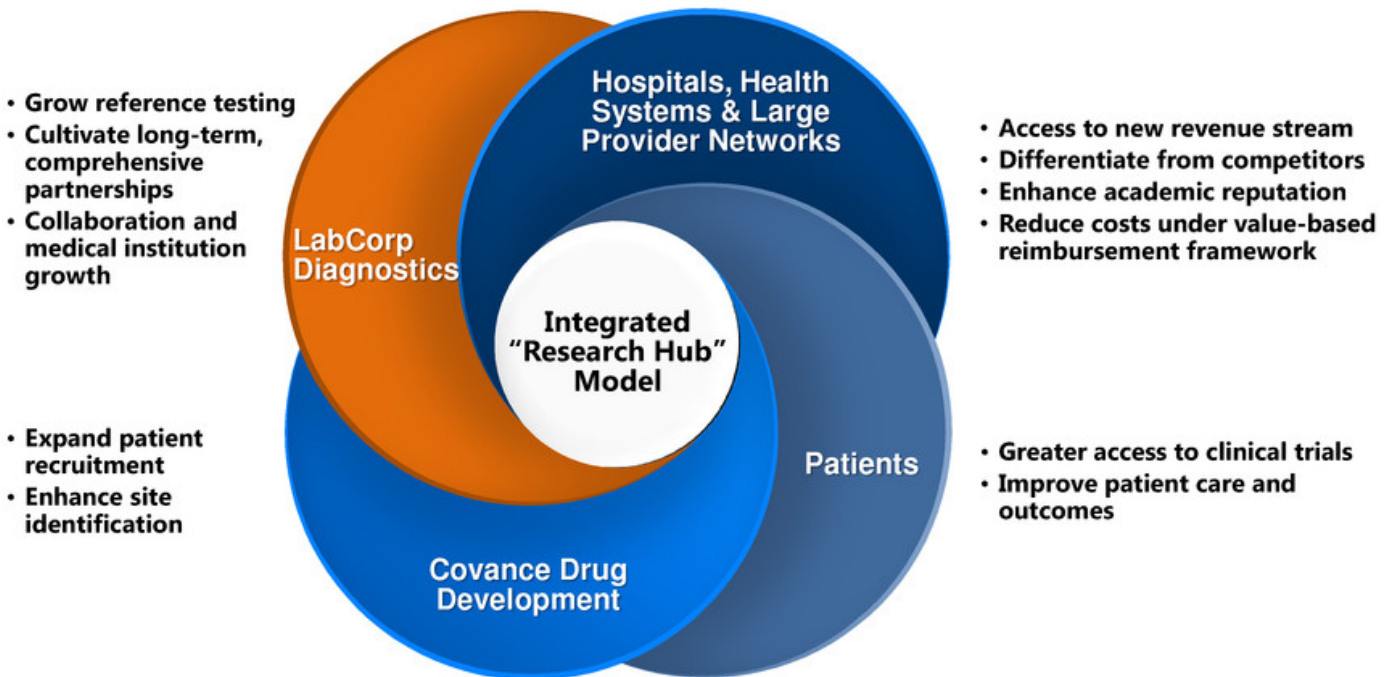 • Grow reference testing
• Cultivate long-term,
comprehensive
partnerships
• Collaboration and
medical institution
growth
LabCorp
Diagnostics
Hospitals, Health
Systems & Large
Provider Networks
• Access to new revenue stream
• Differentiate from competitors
• Enhance academic reputation
• Reduce costs under value-based
reimbursement framework
Integrated
“Research Hub”
Model
• Expand patient
recruitment
• Enhance site
identification
Covance Drug
Development
Patients
• Greater access to clinical trials
• Improve patient care and
outcomes